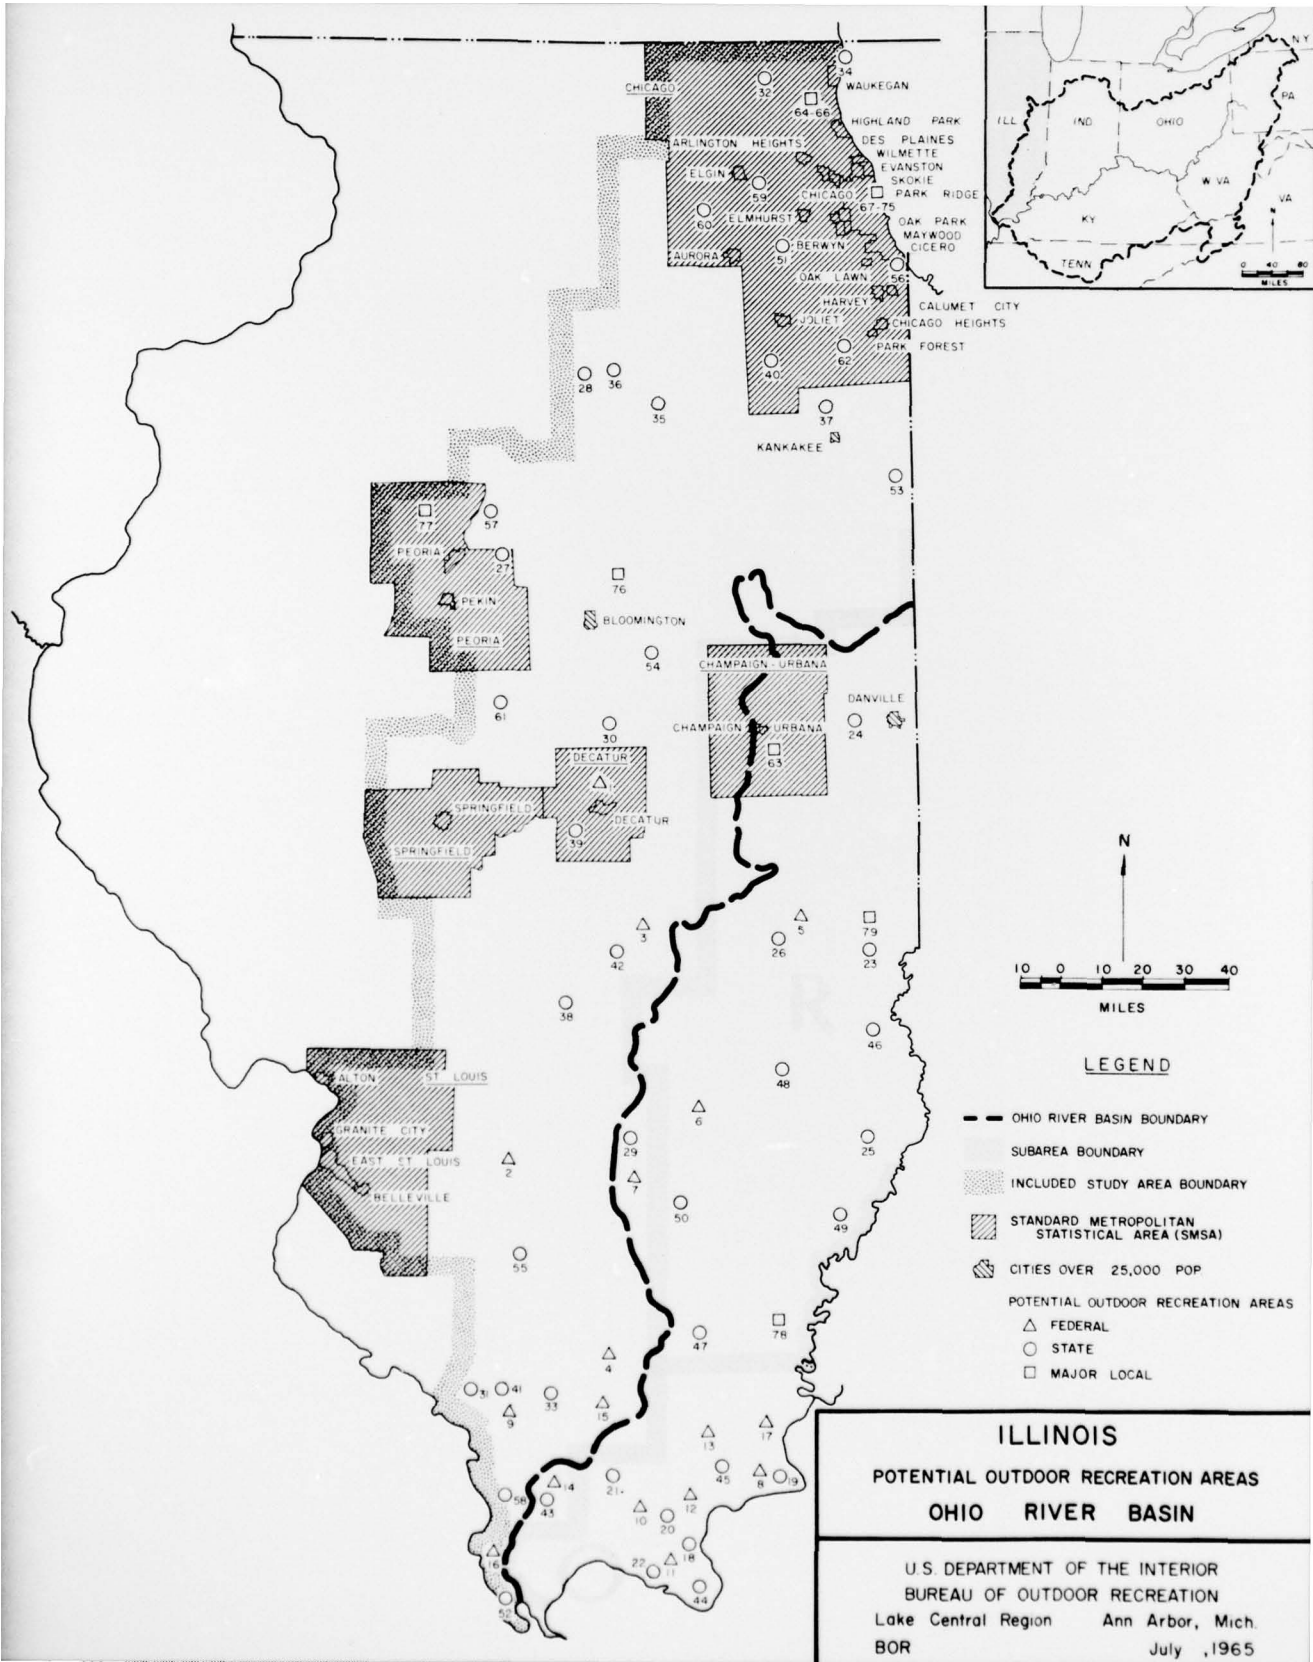 34
WAUKEGAN
32
CHICAGO
64-66
HIGHLAND PARK
ARLINGTON HEIGHTS
DES PLAINES
WILMETTE
EVANSTON
ELGIN
SKOKIE
59
CHICAGO
PARK RIDGE
67-75
60
ELMHURST
OAK PARK
MAYWOOD
BERWYN
CICERO
51
AURORA
OAK LAWN
56
HARVEY
CALUMET CITY
JOLIET
CHICAGO HEIGHTS
62
PARK FOREST
40
28
36
35
37
KANKAKEE
53
77
57
PEORIA
27
76
PEKIN
BLOOMINGTON
PEORIA
54
CHAMPAIGN-URBANA
DANVILLE
61
30
CHAMPAIGN URBANA
24
63
DECATUR
1
SPRINGFIELD
DECATUR
39
SPRINGFIELD
3
5
79
42
26
23
38
46
48
ALTON
ST LOUIS
6
GRANITE CITY
29
25
EAST ST LOUIS
2
7
BELLEVILLE
50
49
55
78
47
4
31
41
33
9
15
17
13
14
21
45
8
19
58
43
10
12
20
16
22
11
18
44
52
N.Y.
PA
ILL
IND
OHIO
W VA
VA
KY
TENN
N
0 40 80
MILES
N
10 0 10 20 30 40
MILES
LEGEND
OHIO RIVER BASIN BOUNDARY
SUBAREA BOUNDARY
INCLUDED STUDY AREA BOUNDARY
STANDARD METROPOLITAN
STATISTICAL AREA (SMSA)
CITIES OVER 25,000 POP
POTENTIAL OUTDOOR RECREATION AREAS
FEDERAL
STATE
MAJOR LOCAL
ILLINOIS
POTENTIAL OUTDOOR RECREATION AREAS
OHIO RIVER BASIN
U.S. DEPARTMENT OF THE INTERIOR
BUREAU OF OUTDOOR RECREATION
Lake Central Region Ann Arbor, Mich.
BOR July ,1965